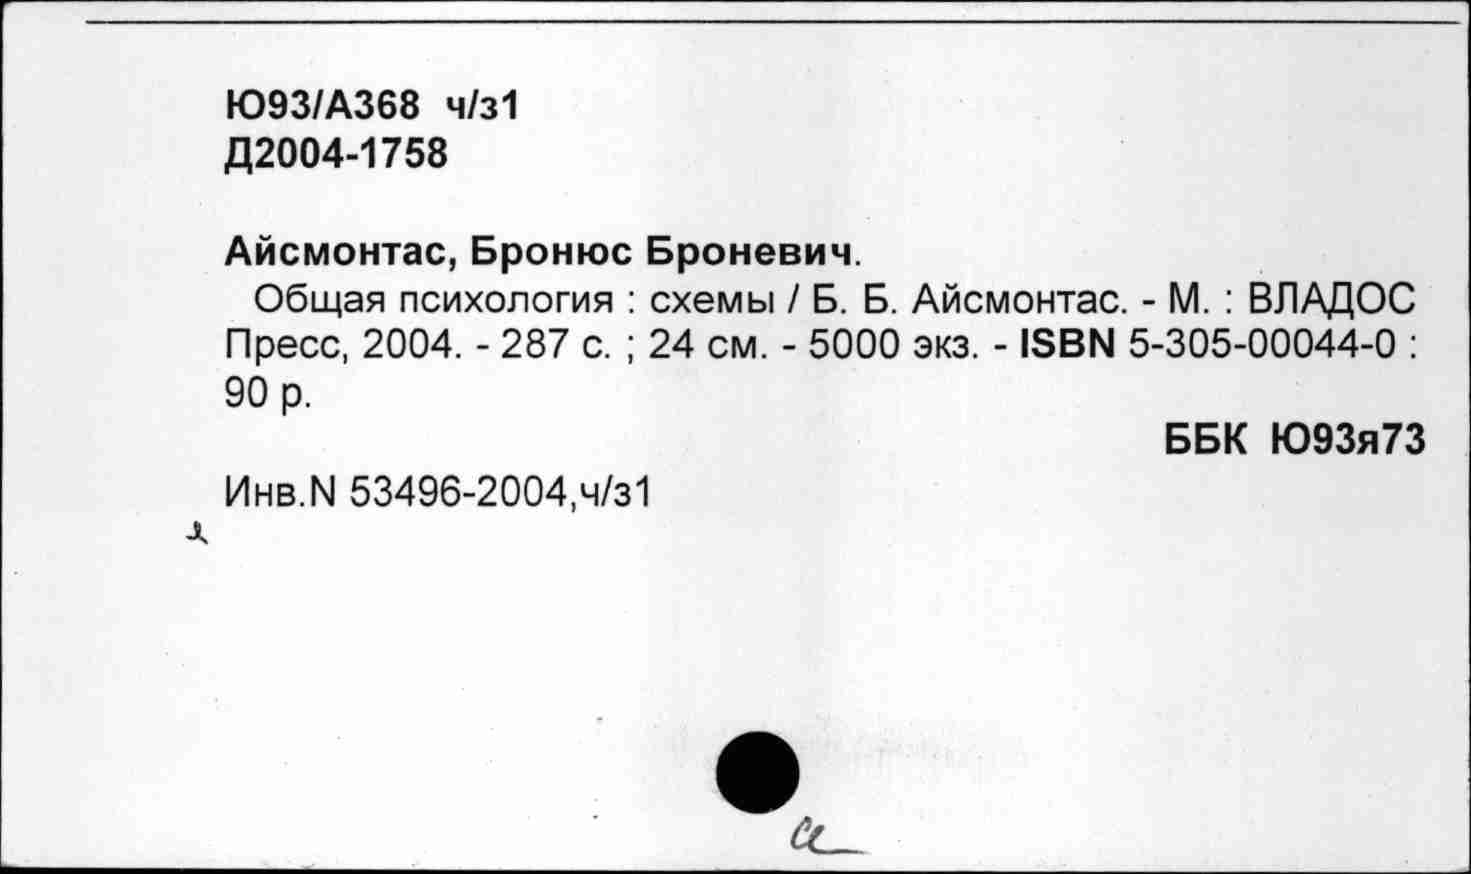 Ю93/А368 ч/з1
Д2004-1758
Айсмонтас, Бронюс Броневич.
Общая психология : схемы / Б. Б. Айсмонтас. - М. : ВЛАДОС
Пресс, 2004. - 287 с. ; 24 см. - 5000 экз. - ISBN 5-305-00044-0 :
90 р.
ББК Ю93я73
Инв.N 53496-2004,ч/з1